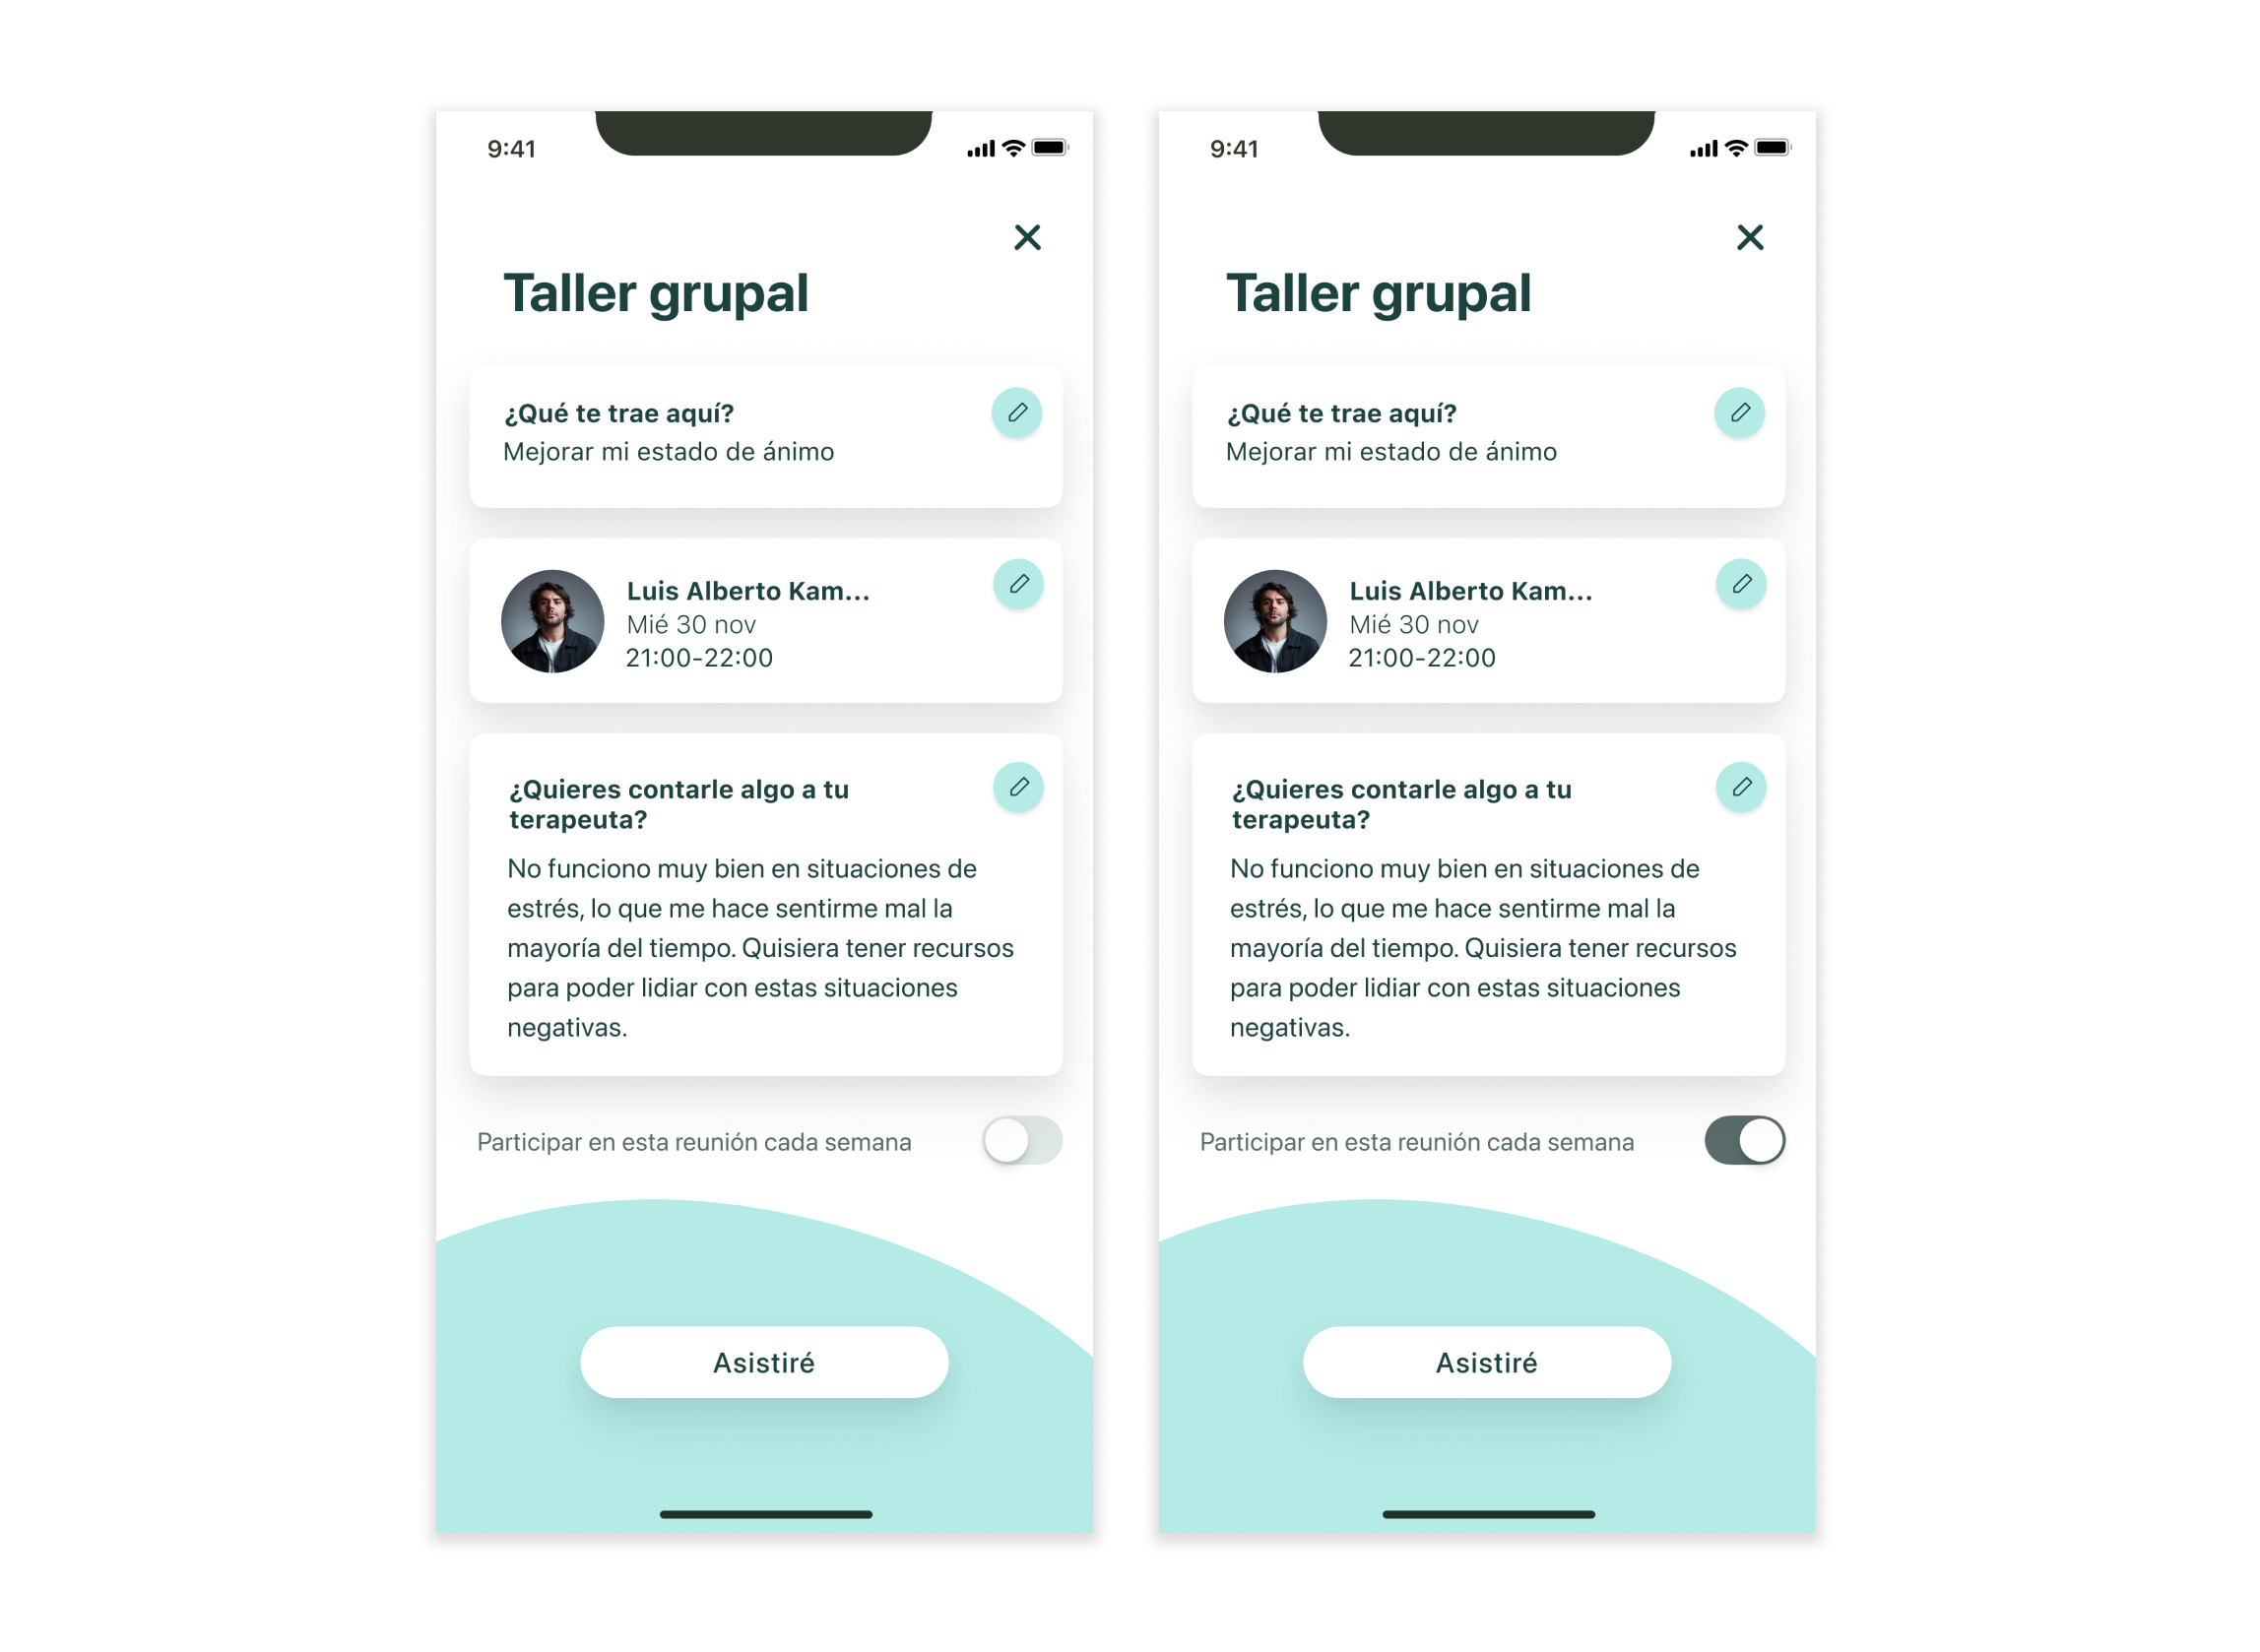 9:41
Taller grupal
¿Qué te trae aquí?
Mejorar mi estado de ánimo
Luis Alberto Kam...
Mié 30 nov
21:00-22:00
¿Quieres contarle algo a tu
terapeuta?
No funciono muy bien en situaciones de
estrés, lo que me hace sentirme mal la
mayoría del tiempo. Quisiera tener recursos
para poder lidiar con estas situaciones
negativas.
Participar en esta reunión cada semana
Asistiré
9:41
Taller grupal
¿Qué te trae aquí?
Mejorar mi estado de ánimo
Luis Alberto Kam...
Mié 30 nov
21:00-22:00
¿Quieres contarle algo a tu
terapeuta?
No funciono muy bien en situaciones de
estrés, lo que me hace sentirme mal la
mayoría del tiempo. Quisiera tener recursos
para poder lidiar con estas situaciones
negativas.
Participar en esta reunión cada semana
Asistiré